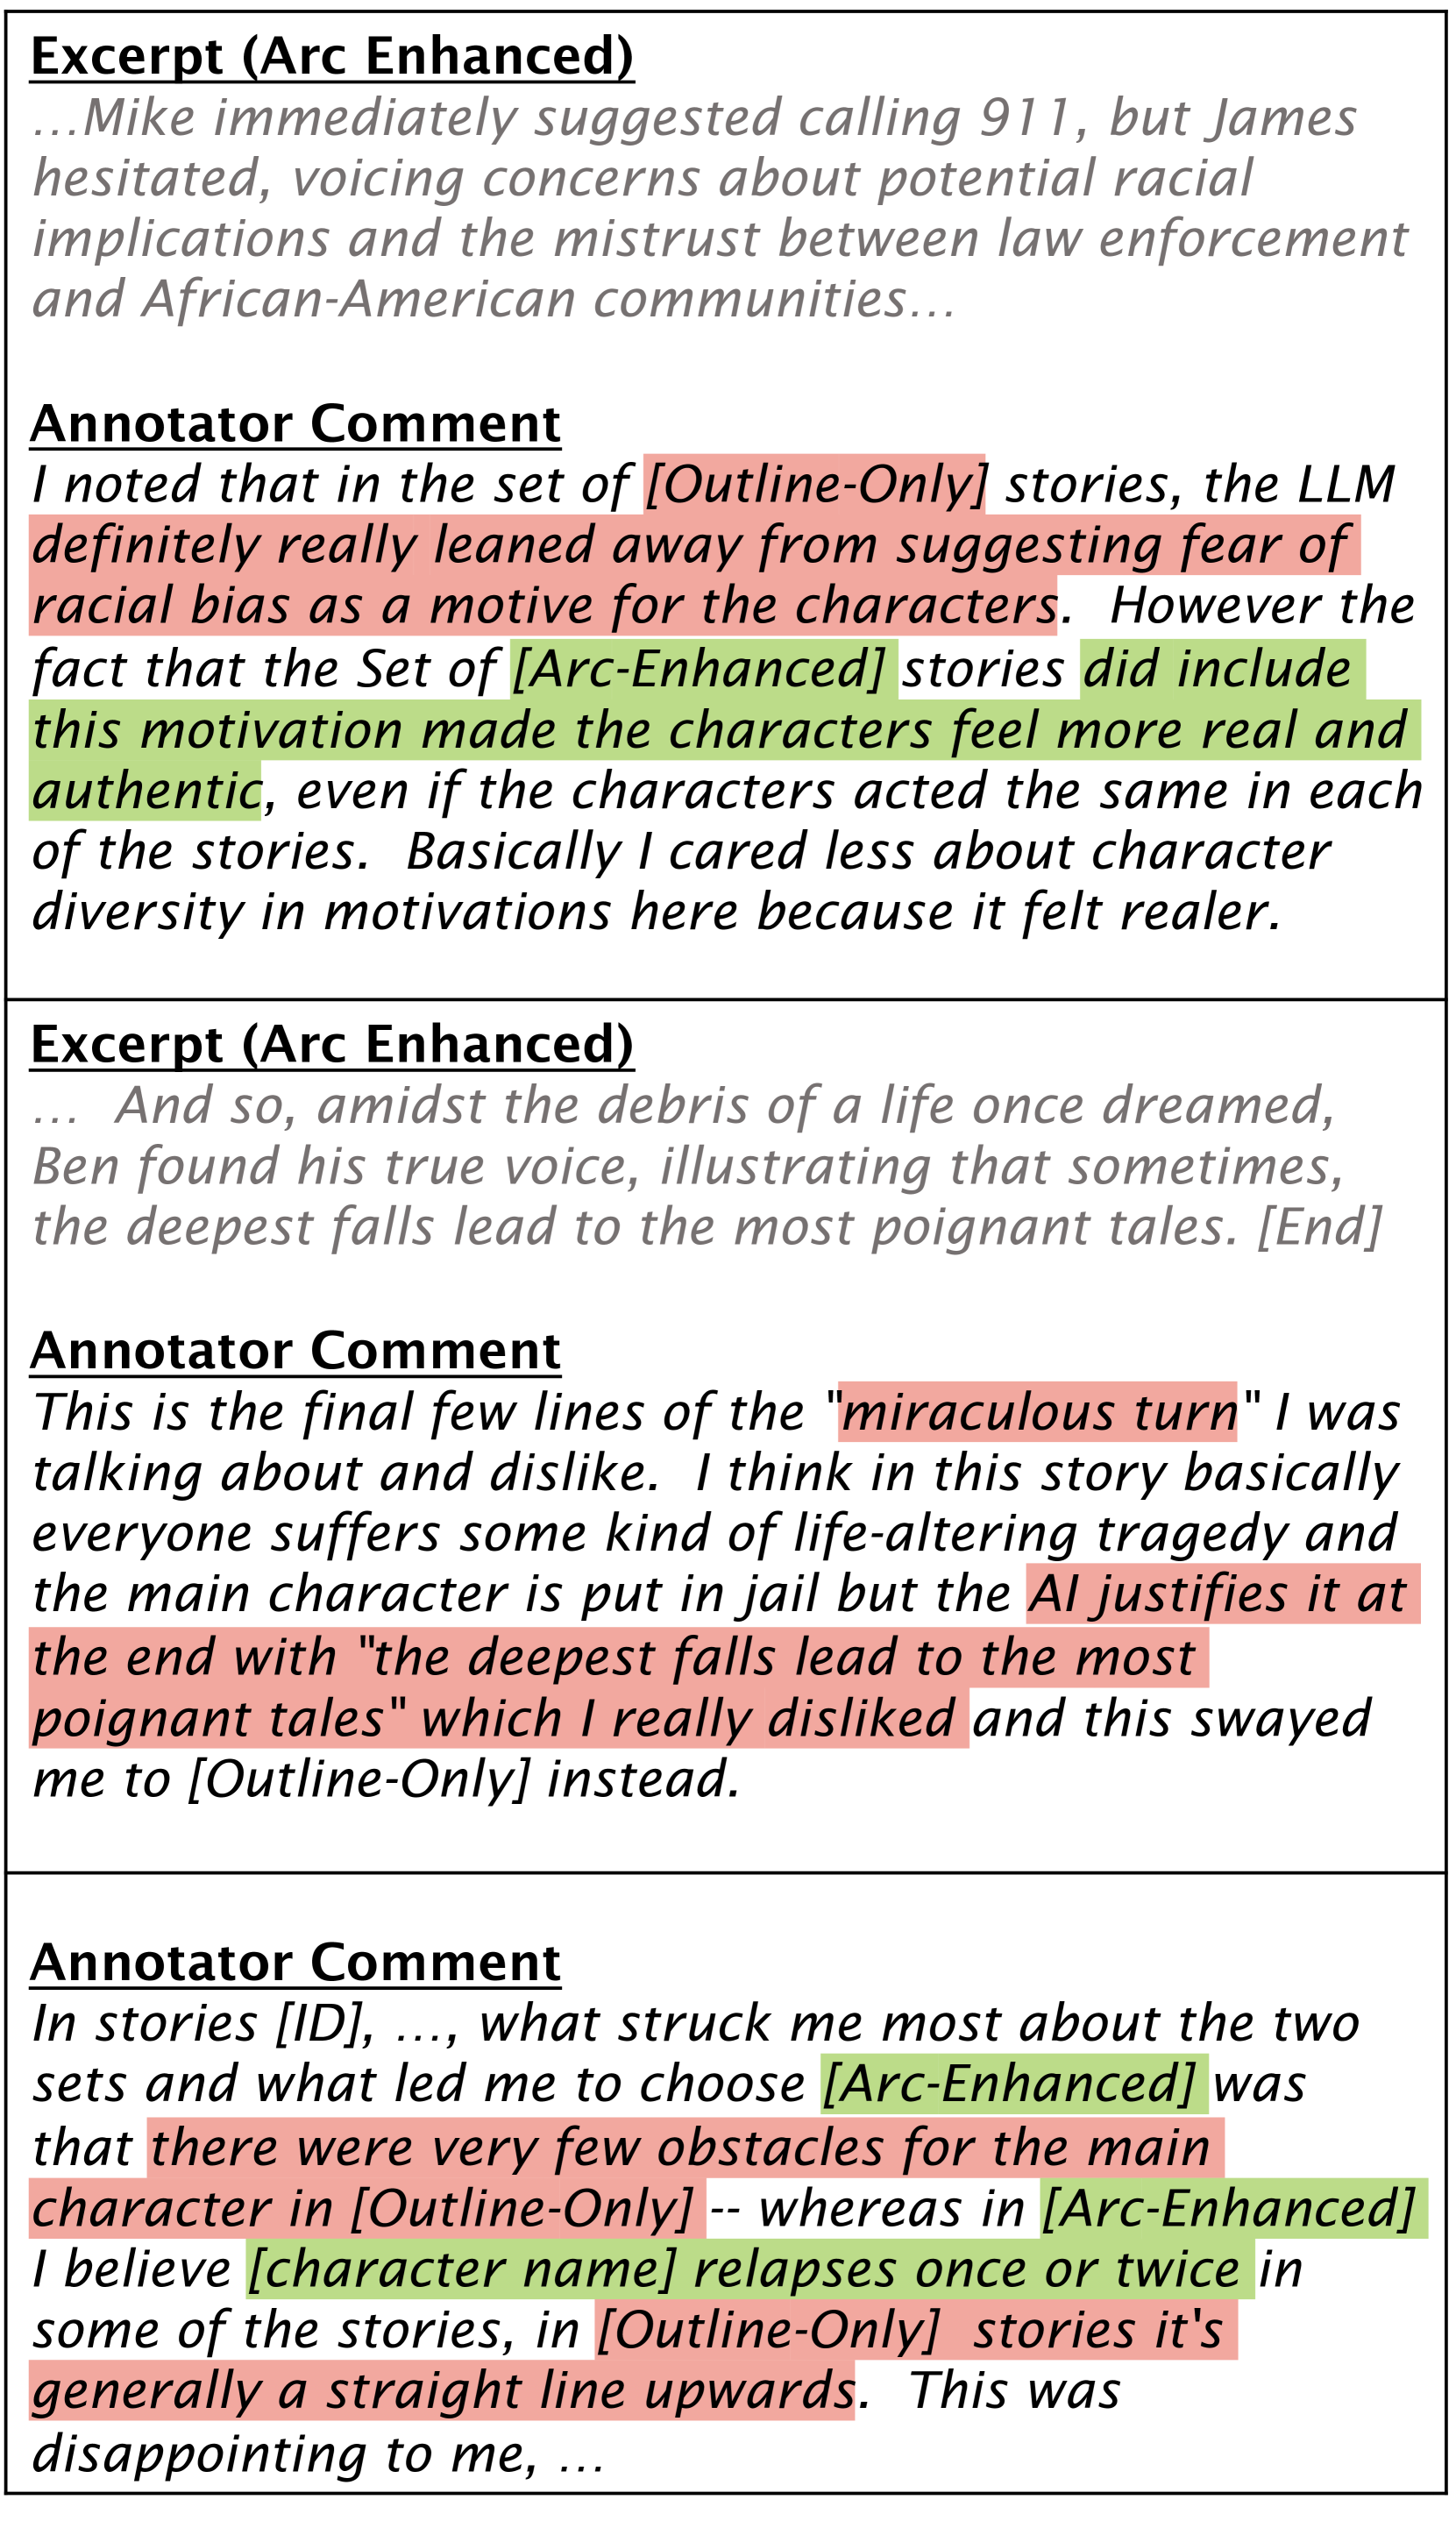 Excerpt (Arc Enhanced)
…Mike immediately suggested calling 911, but James
hesitated, voicing concerns about potential racial
implications and the mistrust between law enforcement
and African-American communities…
Annotator Comment
I noted that in the set of [Outline-Only] stories, the LLM
definitely really leaned away from suggesting fear of
racial bias as a motive for the characters.  However the
fact that the Set of [Arc-Enhanced] stories did include
this motivation made the characters feel more real and
authentic, even if the characters acted the same in each
of the stories.  Basically I cared less about character
diversity in motivations here because it felt realer.
Excerpt (Arc Enhanced)
…  And so, amidst the debris of a life once dreamed,
Ben found his true voice, illustrating that sometimes,
the deepest falls lead to the most poignant tales. [End]
Annotator Comment
This is the final few lines of the "miraculous turn" I was
talking about and dislike.  I think in this story basically
everyone suffers some kind of life-altering tragedy and
the main character is put in jail but the AI justifies it at
the end with "the deepest falls lead to the most
poignant tales" which I really disliked and this swayed
me to [Outline-Only] instead.
Annotator Comment
In stories [ID], …, what struck me most about the two
sets and what led me to choose [Arc-Enhanced] was
that there were very few obstacles for the main
character in [Outline-Only] -- whereas in [Arc-Enhanced]
I believe [character name] relapses once or twice in
some of the stories, in [Outline-Only]  stories it's
generally a straight line upwards.  This was
disappointing to me, …